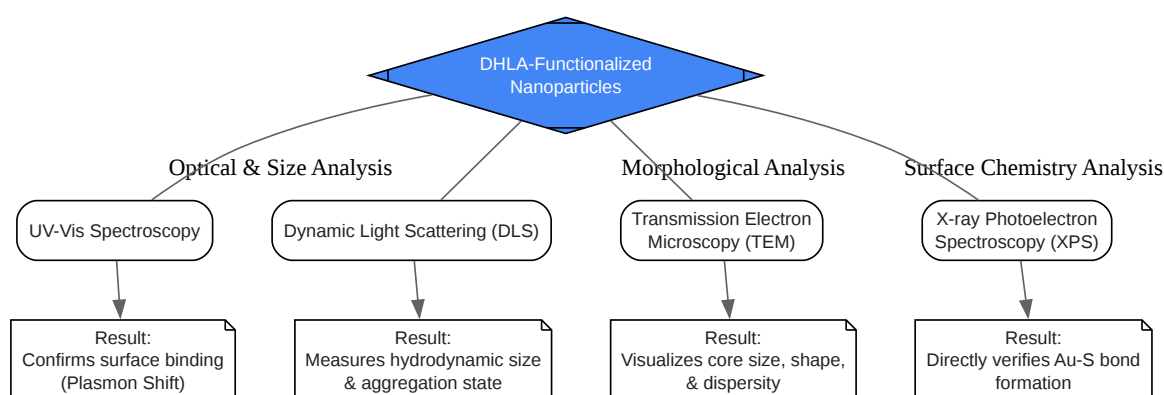 DHLA-Functionalized
Nanoparticles
Optical & Size Analysis
Morphological Analysis
Surface Chemistry Analysis
UV-Vis Spectroscopy
Dynamic Light Scattering (DLS)
Transmission Electron
Microscopy (TEM)
X-ray Photoelectron
Spectroscopy (XPS)
Result:
Confirms surface binding
(Plasmon Shift)
Result:
Measures hydrodynamic size
& aggregation state
Result:
Visualizes core size, shape,
& dispersity
Result:
Directly verifies Au-S bond
formation